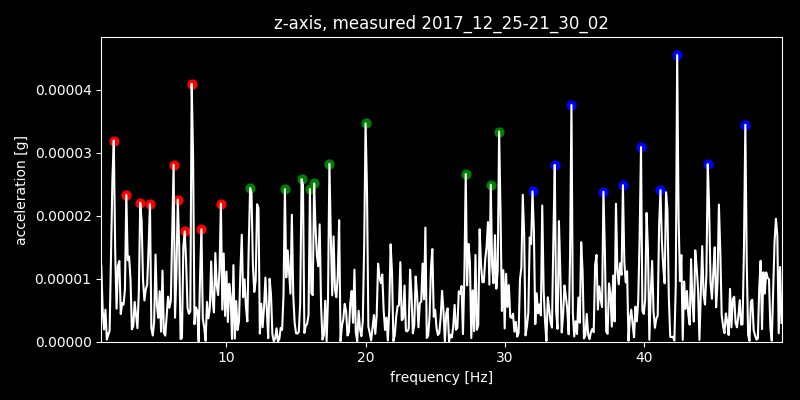 z-axis, measured 2017_12_25-21_30_02
acceleration [g]
0.00004
0.00003
0.00002
0.00001
0.00000
10 20 30 40
frequency [Hz]